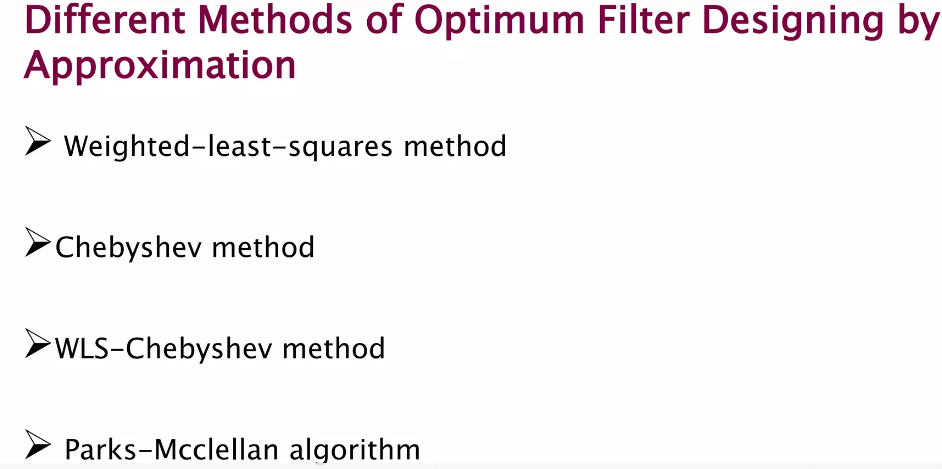 Different Methods of Optimum Filter Designing by
Approximation
➢ Weighted-least-squares method
➢Chebyshev method
➢WLS-Chebyshev method
➢ Parks-Mcclellan algorithm